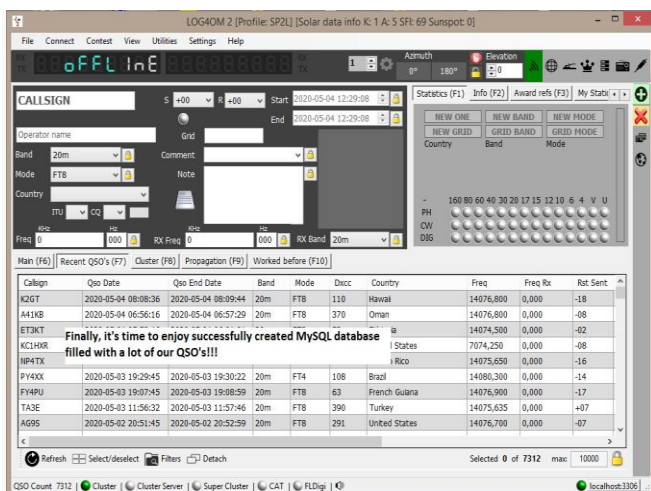 LOG4OM 2 [Profile: SP2L] [Solar data info K: 1 A: 5 SFI: 69 Sunspot: 0]
File Connect Contest View Utilities Settings Help
oFFLInE
1
Azimuth
0° 180°
Elevation
0
CALLSIGN
S +00 R +00 Start 2020-05-04 12:29:08
End 2020-05-04 12:29:08
Operator name
Grid
Band 20m
Comment
Mode FT8
Note
Country
ITU CQ
KHz Hz KHz Hz
Freq 0 000 RX Freq 0 000 RX Band 20m
Statistics (F1) Info (F2) Award refs (F3) My Static
NEW ONE NEW BAND NEW MODE
NEW GRID GRID BAND GRID MODE
Country Band Mode
- 160 80 60 40 30 20 17 15 12 10 6 4 V U
PH
CW
DIG
Main (F6) Recent QSO's (F7) Cluster (F8) Propagation (F9) Worked before (F10)
Callsign Qso Date Qso End Date Band Mode Dxcc Country Freq Freq Rx Rst Sent
K2GT 2020-05-04 08:08:36 2020-05-04 08:09:44 20m FT8 110 Hawaii 14076,800 0,000 -18
A41KB 2020-05-04 06:56:16 2020-05-04 06:57:29 20m FT8 370 Oman 14076,800 0,000 -08
ET3KT 14074,500 0,000 -02
Finally, it's time to enjoy successfully created MySQL database
KC1HXR States 7074,250 0,000 -08
filled with a lot of our QSO's!!!
NP4TX Rico 14075,650 0,000 -16
PY4XX 2020-05-03 19:29:45 2020-05-03 19:30:22 20m FT4 108 Brazil 14080,300 0,000 -14
FY4PU 2020-05-03 19:07:45 2020-05-03 19:08:59 20m FT8 63 French Guiana 14076,900 0,000 -17
TA3E 2020-05-03 11:56:32 2020-05-03 11:57:46 20m FT8 390 Turkey 14075,635 0,000 +07
AG9S 2020-05-02 20:51:45 2020-05-02 20:52:59 20m FT8 291 United States 14076,700 0,000 -07
Refresh Select/deselect Filters Detach Selected 0 of 7312 max: 10000
QSO Count 7312 | Cluster | Cluster Server | Super Cluster | CAT | FLDigi | localhost:3306